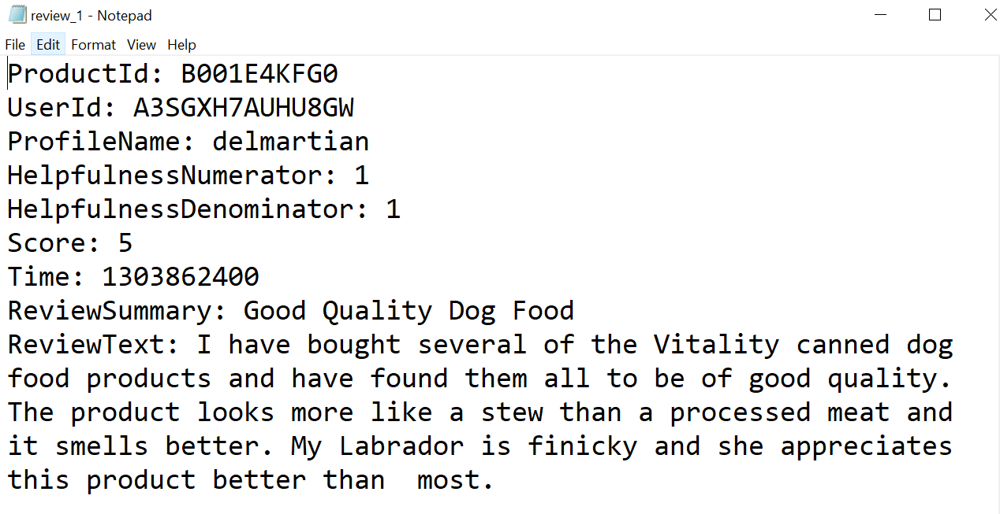 review_1 - Notepad
File Edit Format View Help
ProductId: B001E4KFG0
UserId: A3SGXH7AUHU8GW
ProfileName: delmartian
HelpfulnessNumerator: 1
HelpfulnessDenominator: 1
Score: 5
Time: 1303862400
ReviewSummary: Good Quality Dog Food
ReviewText: I have bought several of the Vitality canned dog
food products and have found them all to be of good quality.
The product looks more like a stew than a processed meat and
it smells better. My Labrador is finicky and she appreciates
this product better than  most.